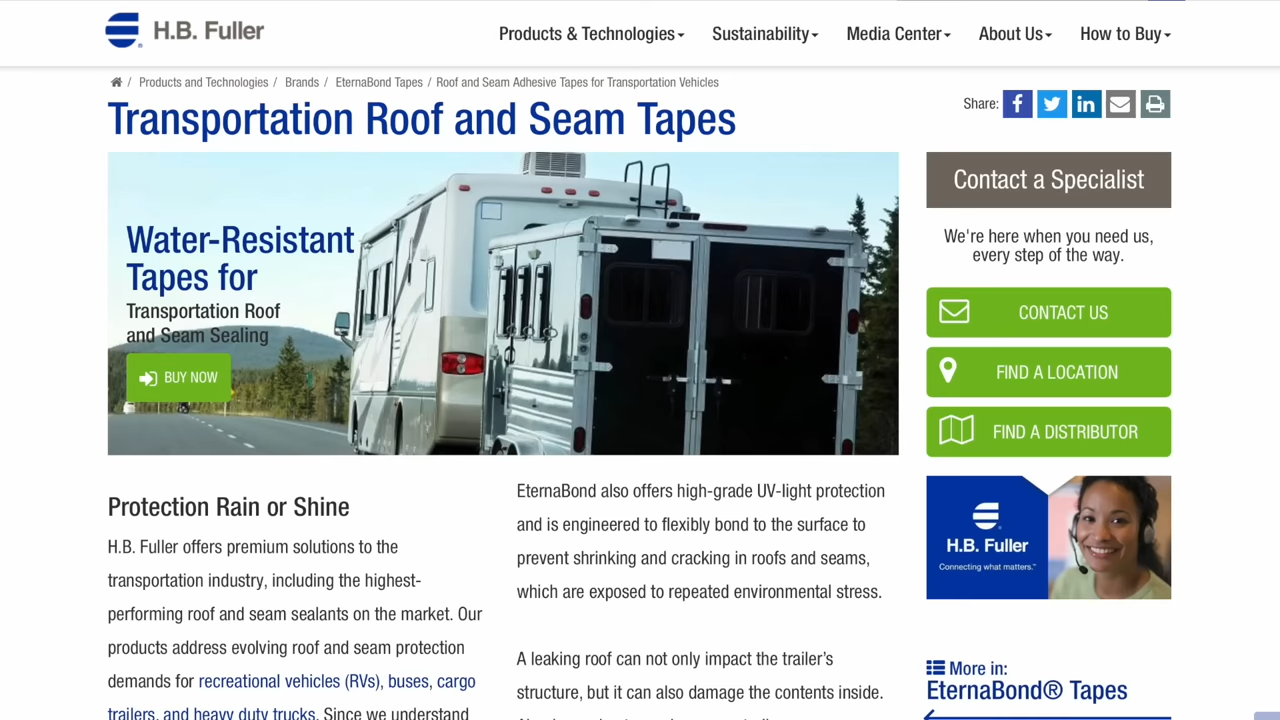 H.B. Fuller
Products & Technologies
Sustainability
Media Center
About Us
How to Buy
/ Products and Technologies / Brands / EternaBond Tapes / Roof and Seam Adhesive Tapes for Transportation Vehicles
Transportation Roof and Seam Tapes
Share:
Water-Resistant
Tapes for
Transportation Roof
and Seam Sealing
BUY NOW
Protection Rain or Shine
H.B. Fuller offers premium solutions to the
transportation industry, including the highest-
performing roof and seam sealants on the market. Our
products address evolving roof and seam protection
demands for recreational vehicles (RVs), buses, cargo
trailers, and heavy duty trucks. Since we understand
EternaBond also offers high-grade UV-light protection
and is engineered to flexibly bond to the surface to
prevent shrinking and cracking in roofs and seams,
which are exposed to repeated environmental stress.
A leaking roof can not only impact the trailer’s
structure, but it can also damage the contents inside.
Contact a Specialist
We're here when you need us,
every step of the way.
CONTACT US
FIND A LOCATION
FIND A DISTRIBUTOR
H.B. Fuller
Connecting what matters.™
More in:
EternaBond® Tapes